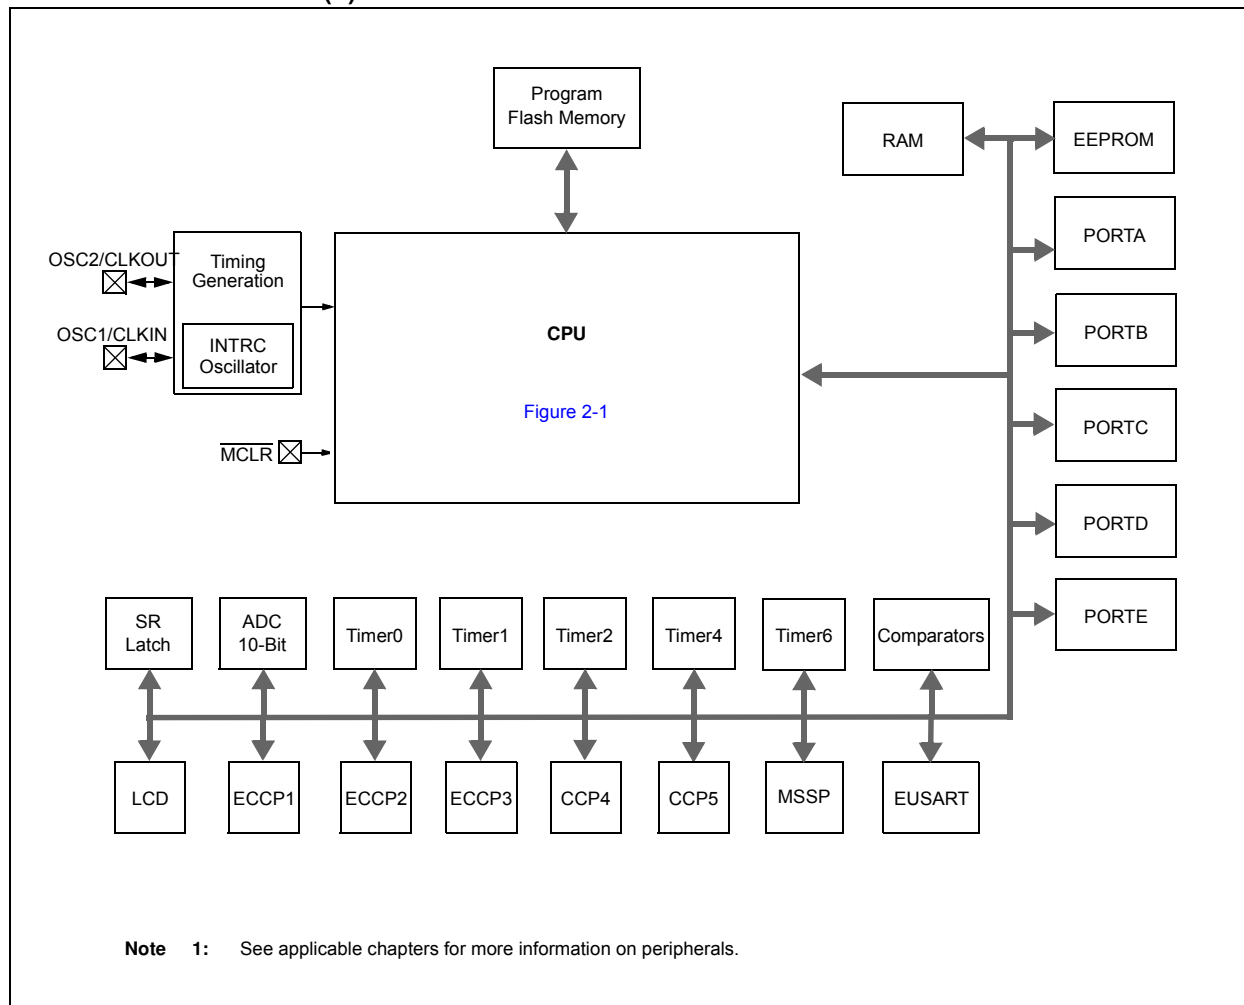 Program
Flash Memory
RAM
EEPROM
PORTA
OSC2/CLKOUT
Timing
Generation
OSC1/CLKIN
INTRC
Oscillator
CPU
PORTB
Figure 2-1
PORTC
MCLR
PORTD
SR
Latch
ADC
10-Bit
Timer0
Timer1
Timer2
Timer4
Timer6
Comparators
PORTE
LCD
ECCP1
ECCP2
ECCP3
CCP4
CCP5
MSSP
EUSART
Note 1: See applicable chapters for more information on peripherals.